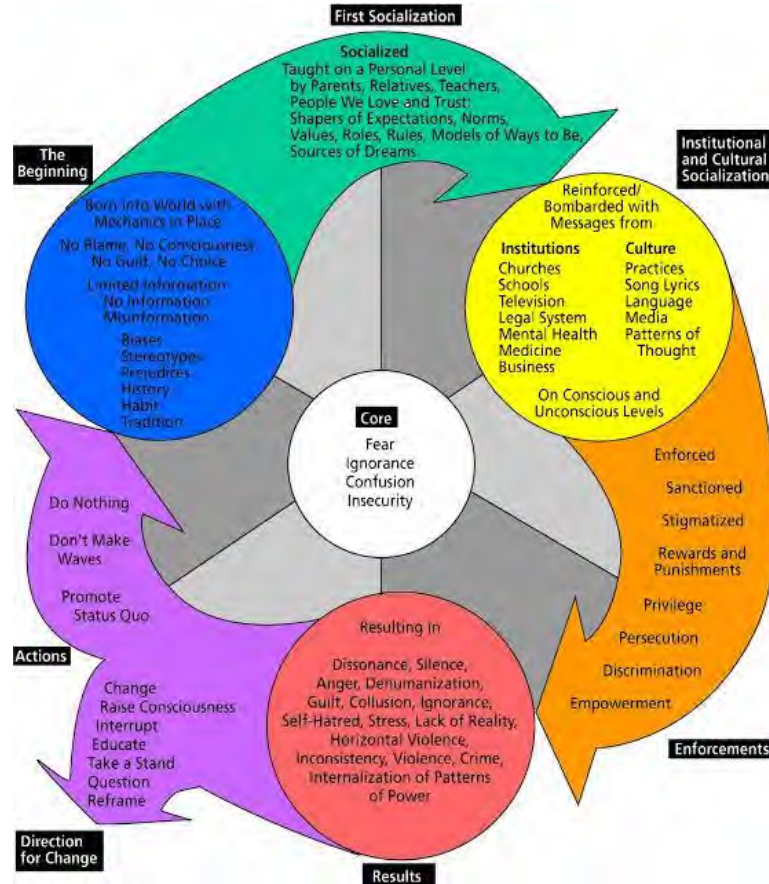 First Socialization
Socialized
Taught on a Personal Level
by Parents, Relatives, Teachers,
People We Love and Trust:
Shapers of Expectations, Norms,
Values, Roles, Rules, Models of Ways to Be,
Sources of Dreams
The
Beginning
Born Into World with
Mechanics in Place
No Blame, No Consciousness
No Guilt, No Choice
Limited Information
No Information
Misinformation
Biases
Stereotypes
Prejudices
History
Habit
Tradition
Institutional
and Cultural
Socialization
Reinforced/
Bombarded with
Messages from
Institutions
Churches
Schools
Television
Legal System
Mental Health
Medicine
Business
Culture
Practices
Song Lyrics
Language
Media
Patterns of
Thought
On Conscious and
Unconscious Levels
Core
Fear
Ignorance
Confusion
Insecurity
Enforced
Sanctioned
Stigmatized
Rewards and
Punishments
Privilege
Persecution
Discrimination
Empowerment
Enforcements
Resulting in
Dissonance, Silence,
Anger, Dehumanization,
Guilt, Collusion, Ignorance,
Self-Hatred, Stress, Lack of Reality,
Horizontal Violence,
Inconsistency, Violence, Crime,
Internalization of Patterns
of Power
Results
Do Nothing
Don't Make
Waves
Promote
Status Quo
Actions
Change
Raise Consciousness
Interrupt
Educate
Take a Stand
Question
Reframe
Direction
for Change